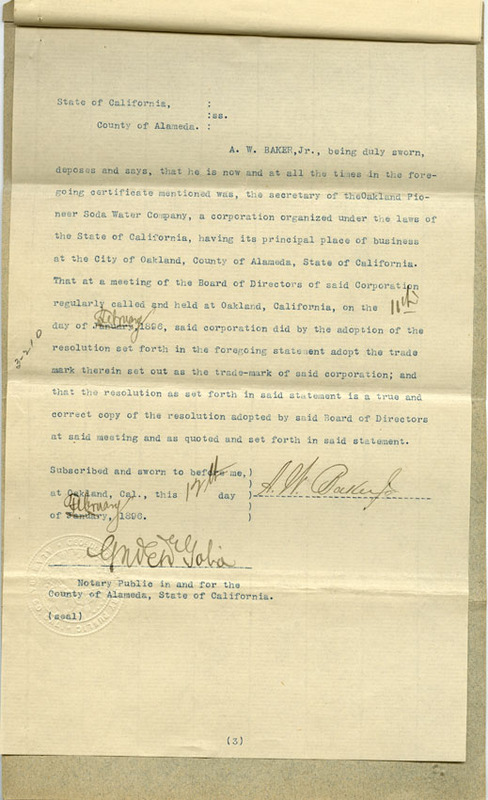 State of California, :
:ss.
County of Alameda. :
A. W. BAKER, Jr., being duly sworn,
deposes and says, that he is now and at all the times in the fore-
going certificate mentioned was, the secretary of theOakland Pio-
neer Soda Water Company, a corporation organized under the laws of
the State of California, having its principal place of business
at the City of Oakland, County of Alameda, State of California.
That at a meeting of the Board of Directors of said Corporation
regularly called and held at Oakland, California, on the 11th
February
day of January, 1896, said corporation did by the adoption of the
resolution set forth in the foregoing statement adopt the trade
mark therein set out as the trade-mark of said corporation; and
that the resolution as set forth in said statement is a true and
correct copy of the resolution adopted by said Board of Directors
at said meeting and as quoted and set forth in said statement.
Subscribed and sworn to before me, )
at Oakland, Cal., this 12th day ) A. W. Baker Jr
February
of January, 1896. )
Notary Public in and for the
County of Alameda, State of California.
(seal)
(3)
3-210